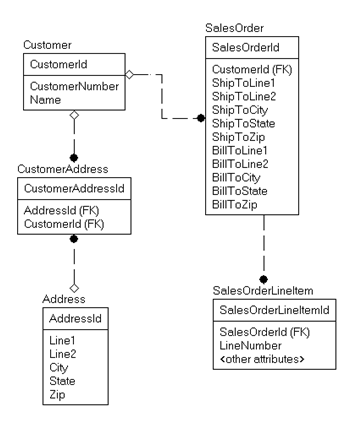 Customer
CustomerId
CustomerNumber
Name
SalesOrder
SalesOrderId
CustomerId (FK)
ShipToLine1
ShipToLine2
ShipToCity
ShipToState
ShipToZip
BillToLine1
BillToLine2
BillToCity
BillToState
BillToZip
CustomerAddress
CustomerAddressId
AddressId (FK)
CustomerId (FK)
Address
AddressId
Line1
Line2
City
State
Zip
SalesOrderLineItem
SalesOrderLineItemId
SalesOrderId (FK)
LineNumber
<other attributes>